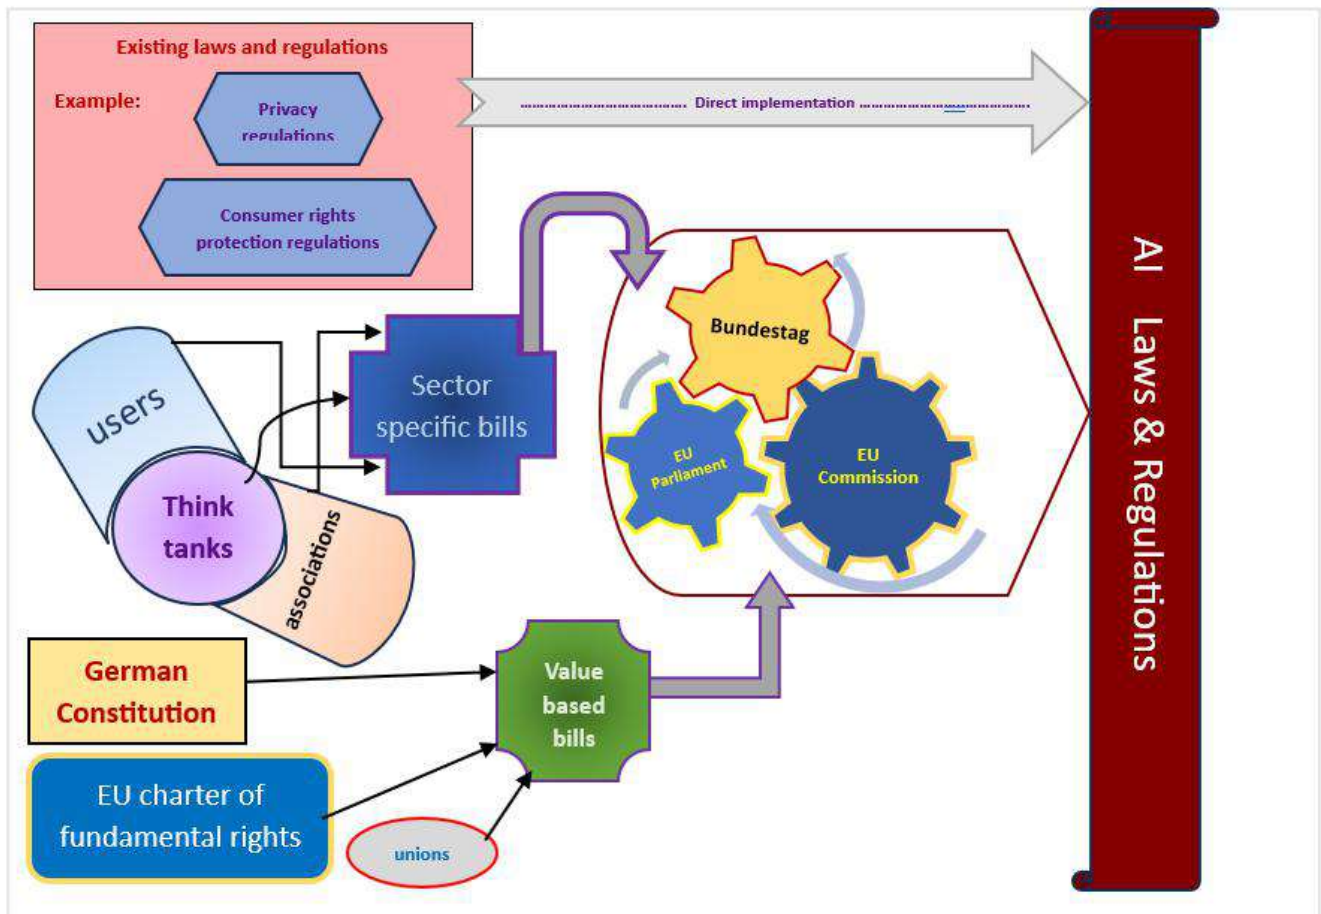 Existing laws and regulations
Example:
Privacy
regulations
Consumer rights
protection regulations
........................................ Direct implementation ........................................
users
Think
tanks
associations
Sector
specific bills
Bundestag
EU
Parliament
EU
Commission
German
Constitution
EU charter of
fundamental rights
unions
Value
based
bills
AI Laws & Regulations